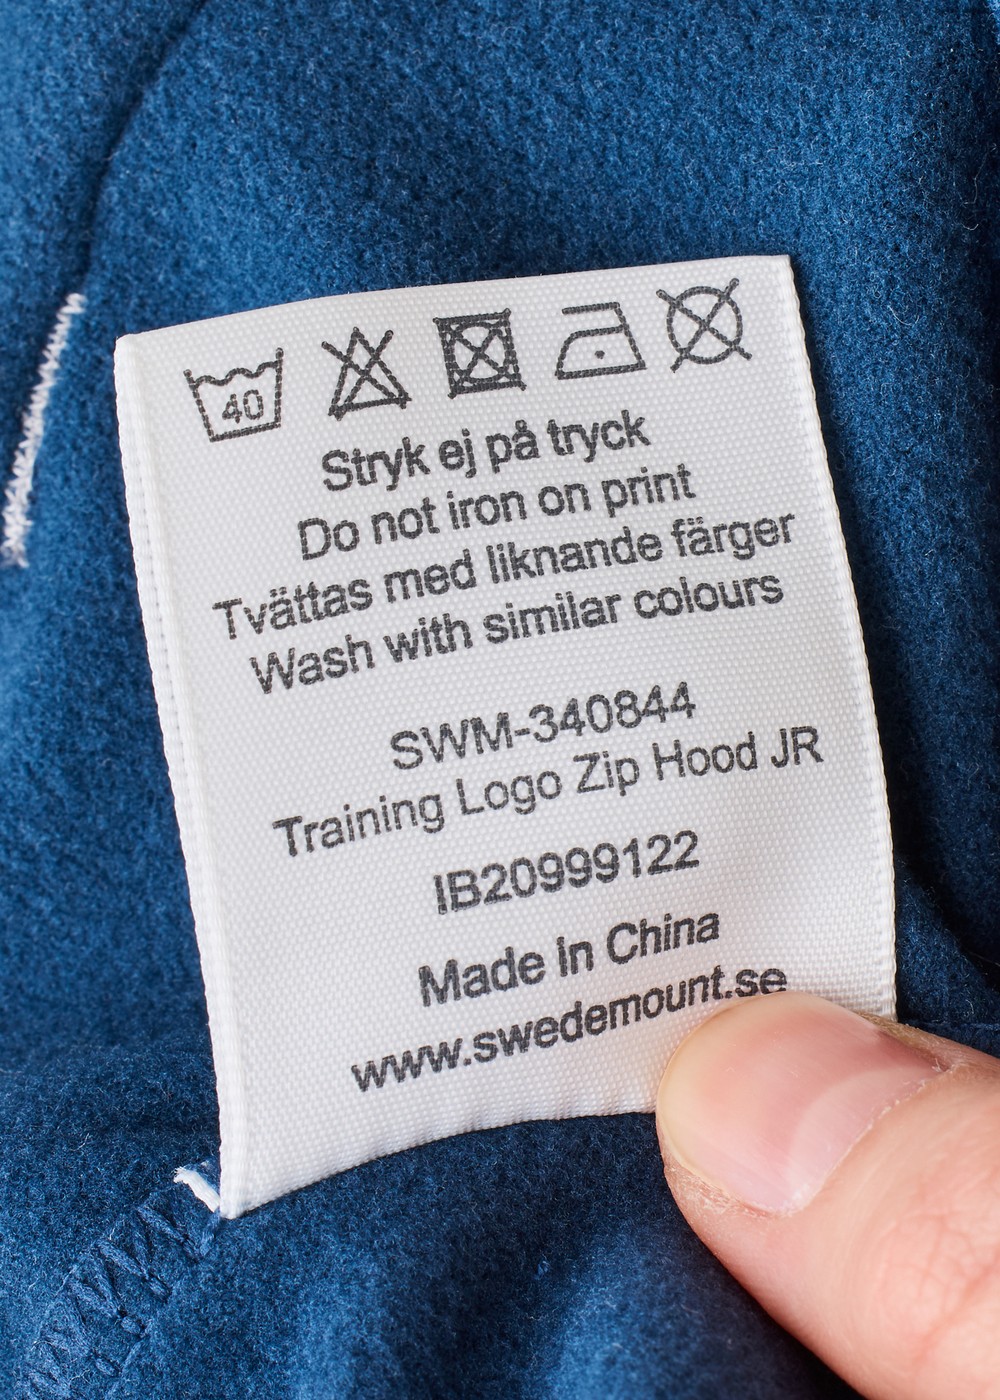 40
Stryk ej på tryck
Do not iron on print
Tvättas med liknande färger
Wash with similar colours
SWM-340844
Training Logo Zip Hood JR
IB20999122
Made In China
www.swedemount.se